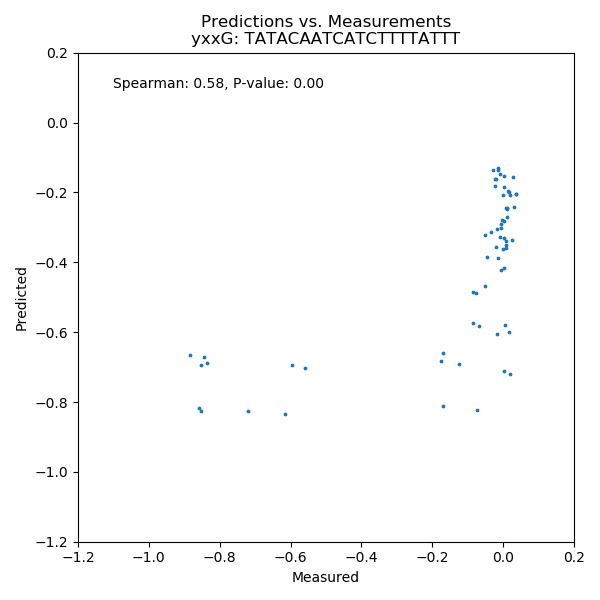 Predictions vs. Measurements
yxxG: TATACAATCATCTTTTATTT
0.2
Spearman: 0.58, P-value: 0.00
0.0
−0.2
−0.4
−0.6
−0.8
−1.0
−1.2
Predicted
−1.2 −1.0 −0.8 −0.6 −0.4 −0.2 0.0 0.2
Measured